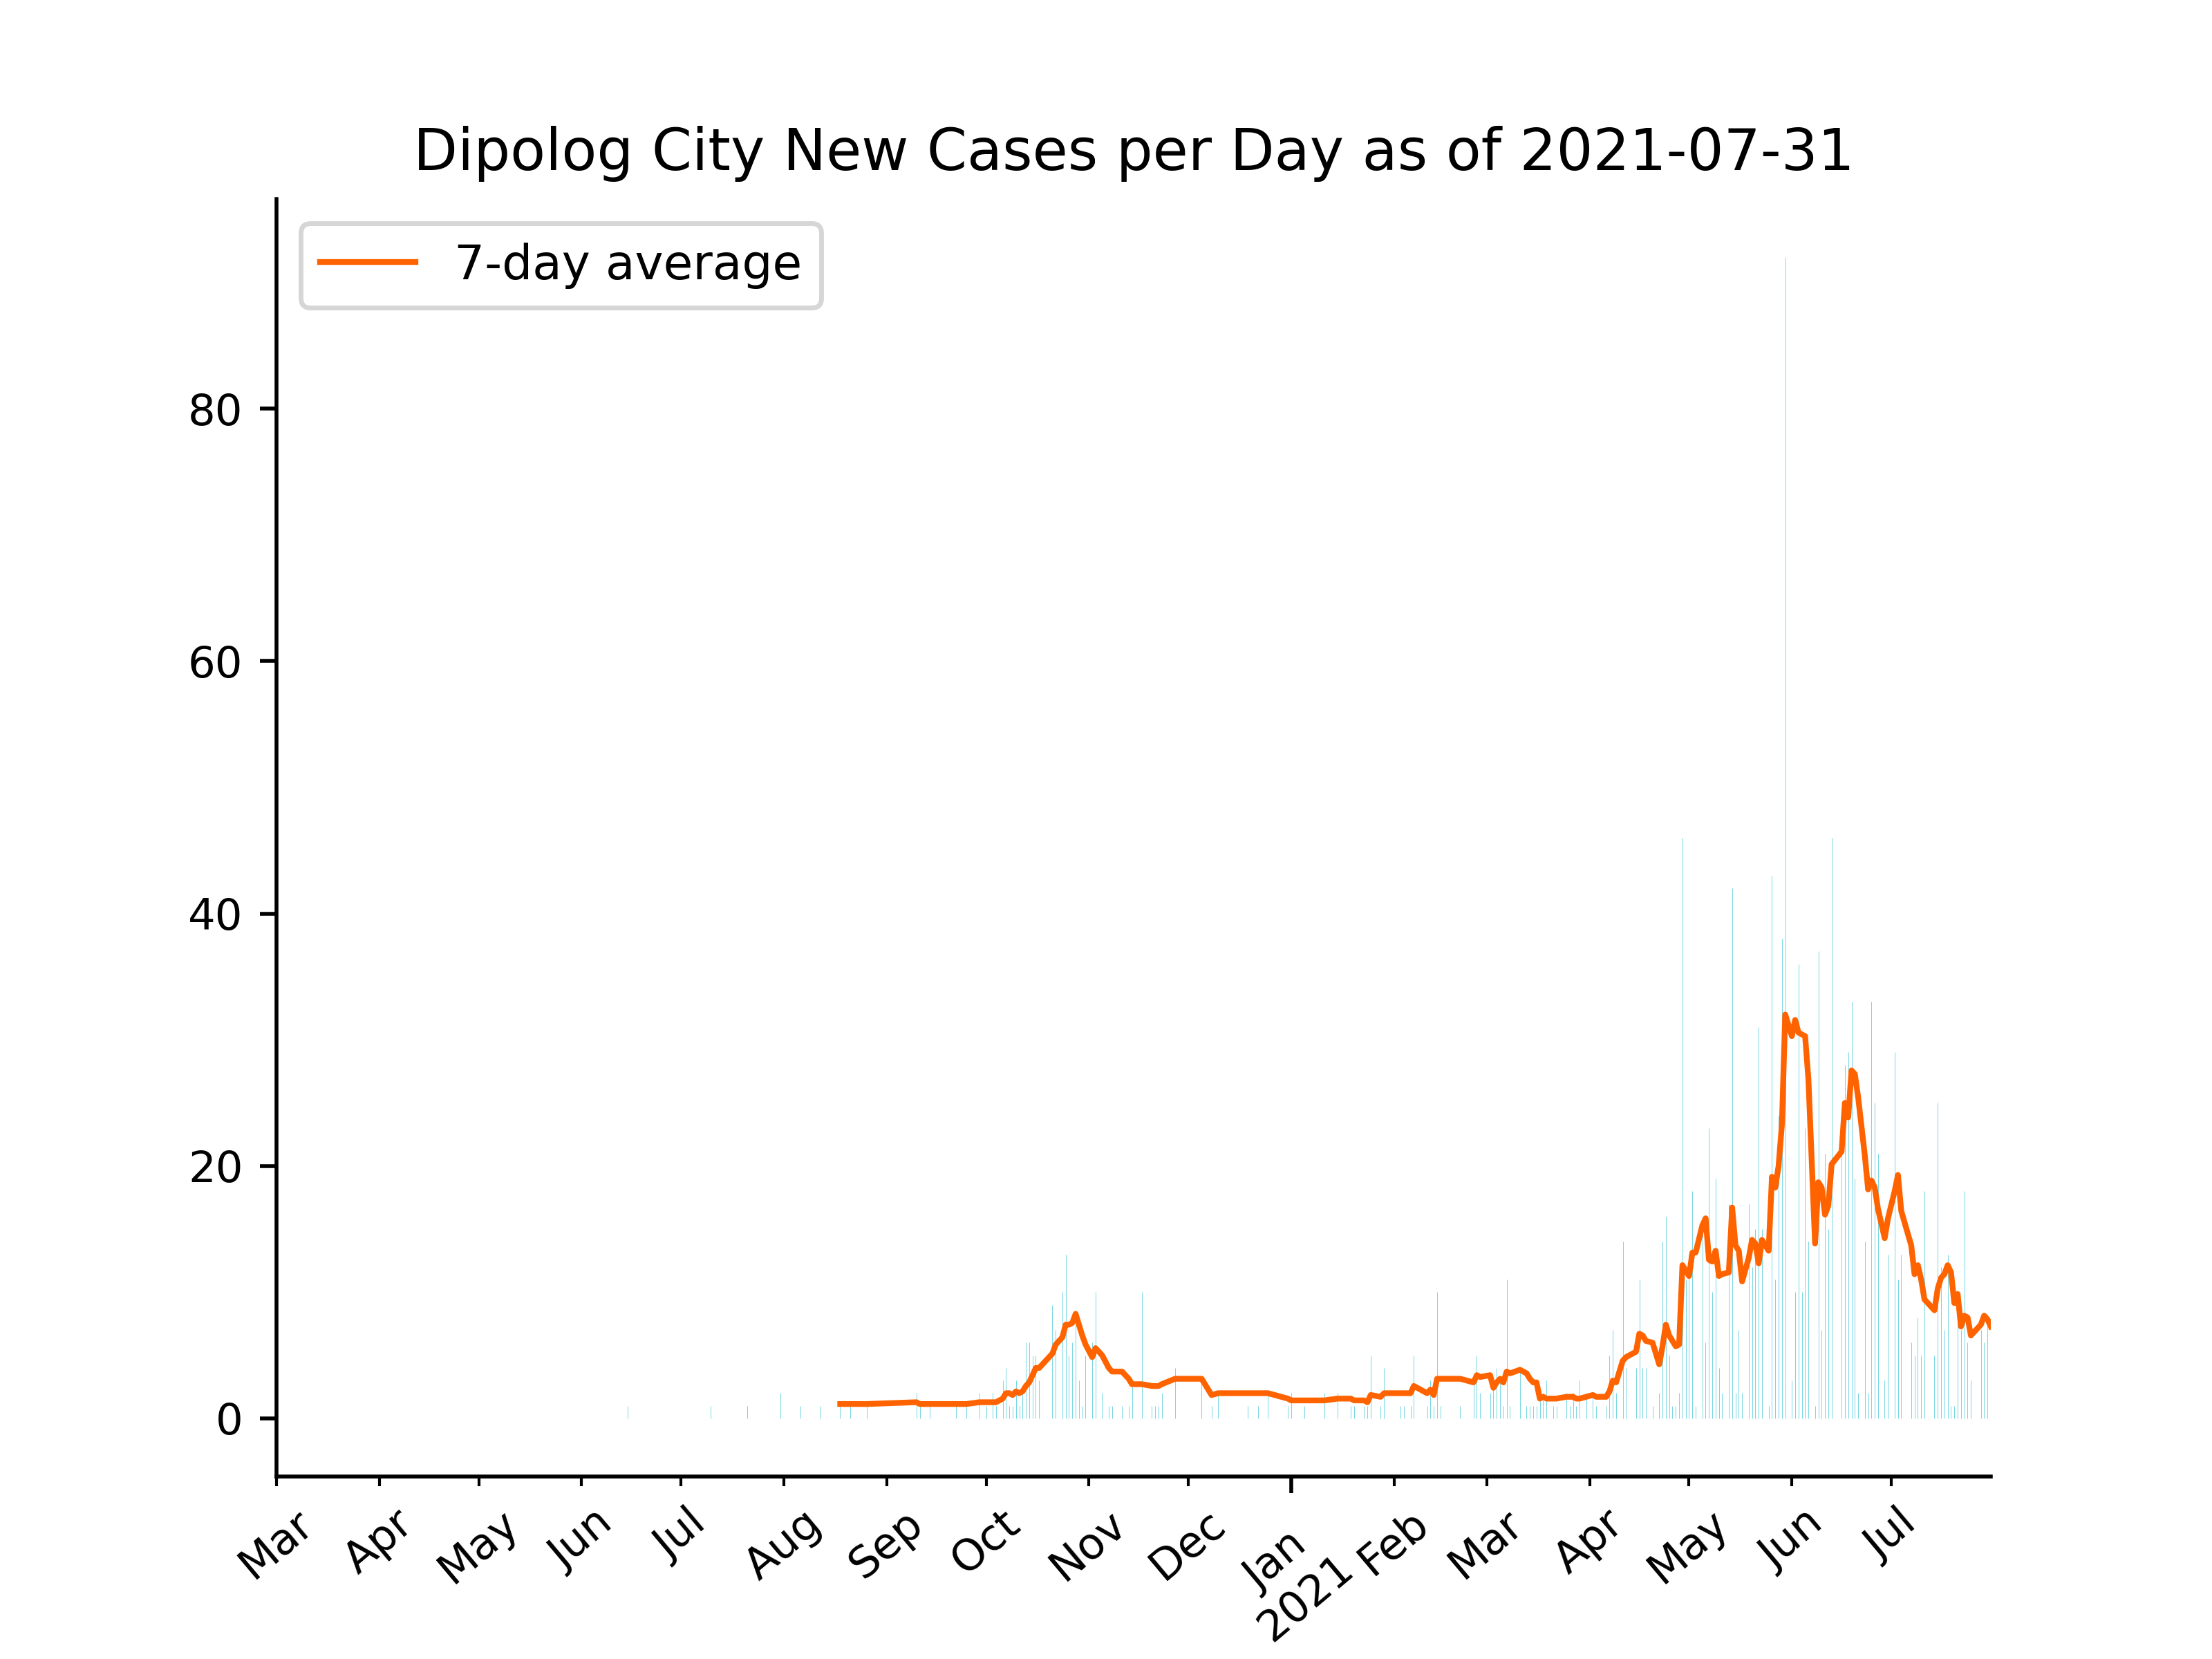 Dipolog City New Cases per Day as of 2021-07-31
7-day average
80
60
40
20
0
Mar Apr May Jun Jul Aug Sep Oct Nov Dec Jan Feb Mar Apr May Jun Jul
2021